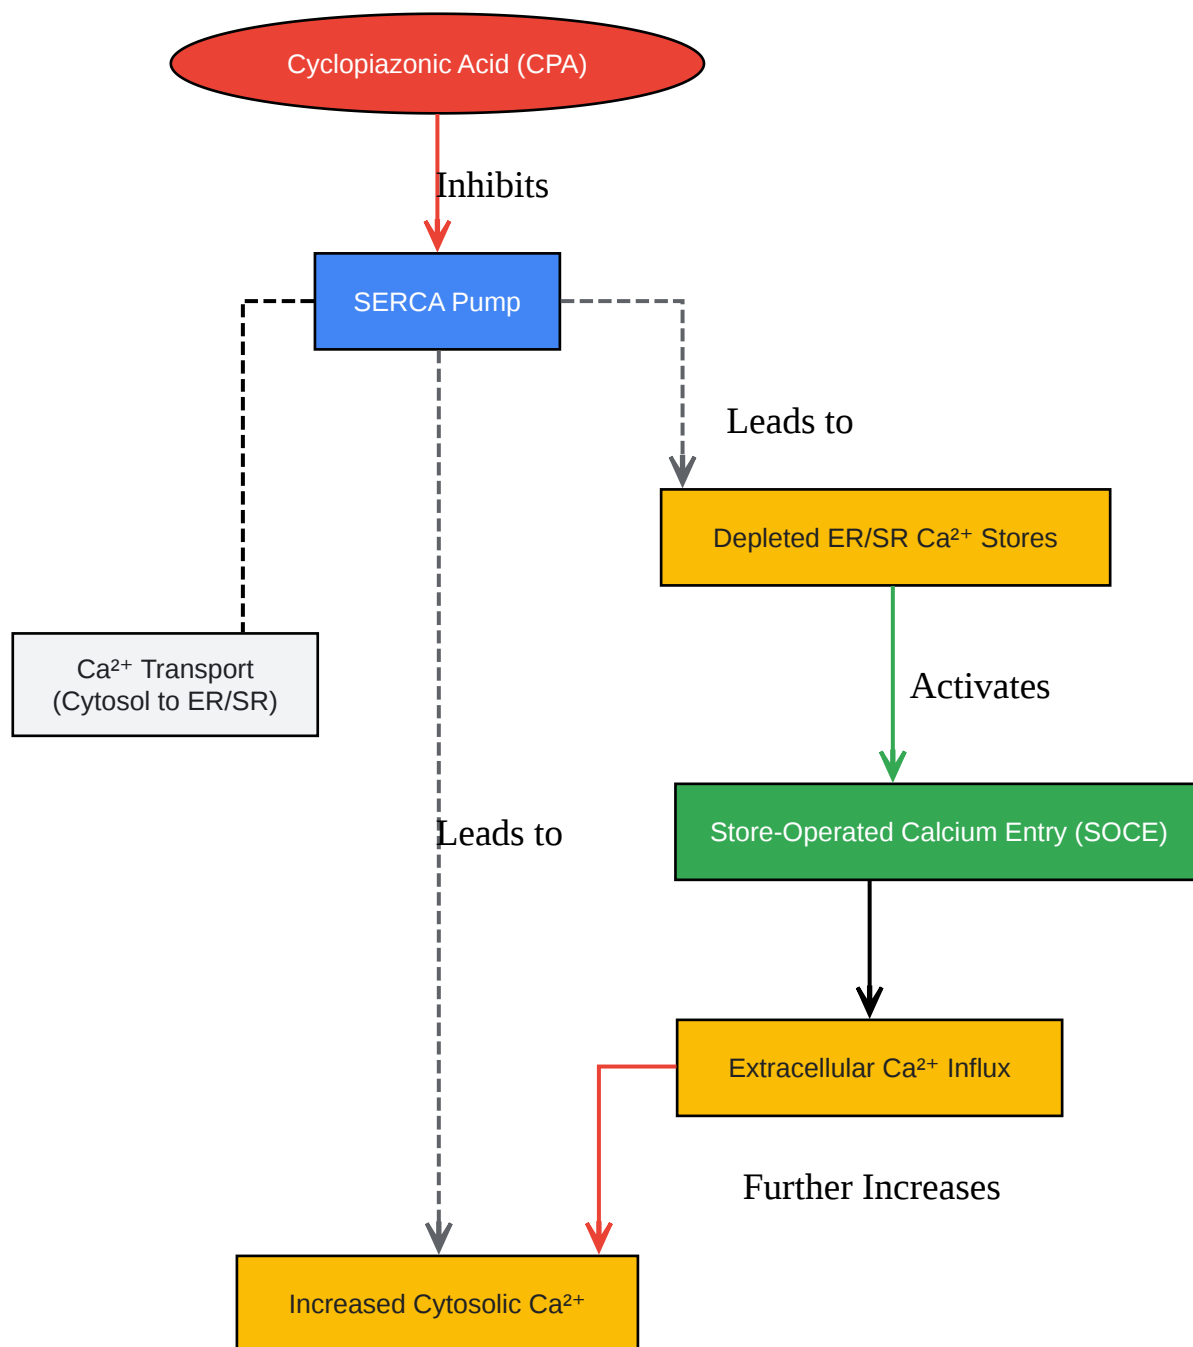 Cyclopiazonic Acid (CPA)
Inhibits
SERCA Pump
Leads to
Depleted ER/SR Ca²⁺ Stores
Ca²⁺ Transport
(Cytosol to ER/SR)
Activates
Leads to
Store-Operated Calcium Entry (SOCE)
Extracellular Ca²⁺ Influx
Further Increases
Increased Cytosolic Ca²⁺